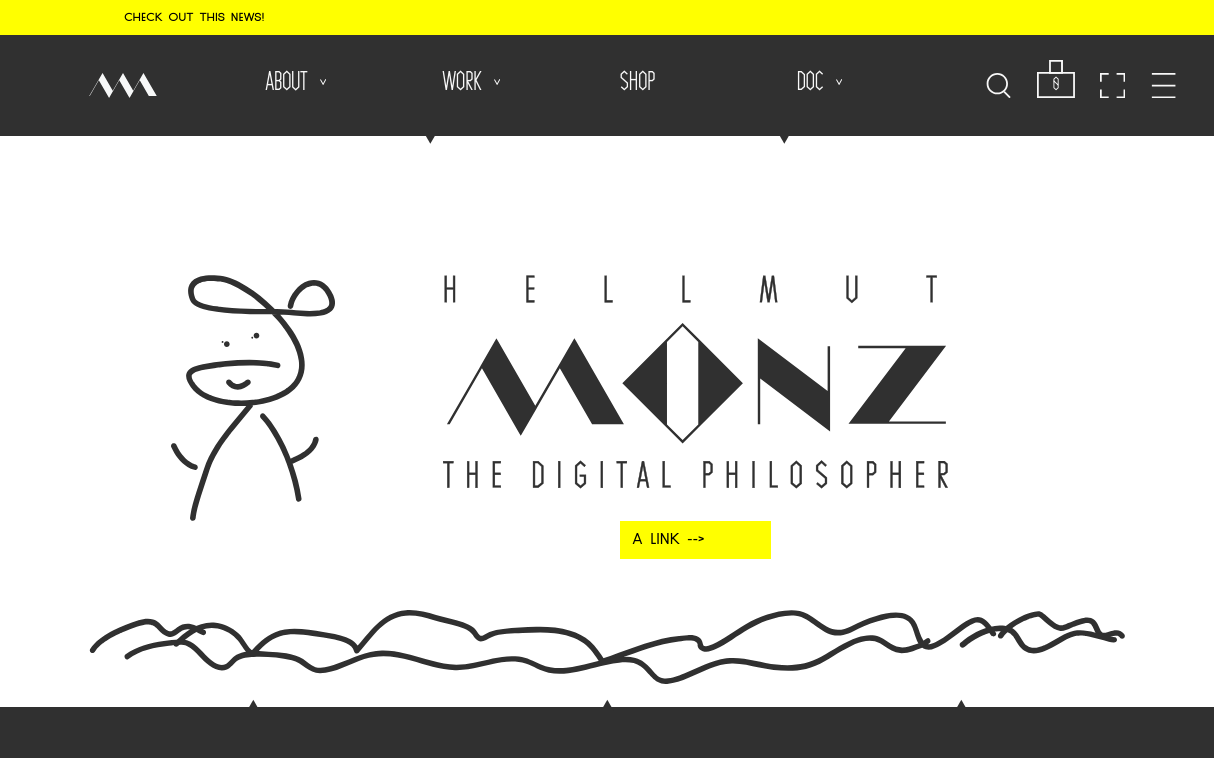 CHECK OUT THIS NEWS!
ABOUT WORK SHOP DOC 0
HELLMUT
MONZ
THE DIGITAL PHILOSOPHER
A LINK -->